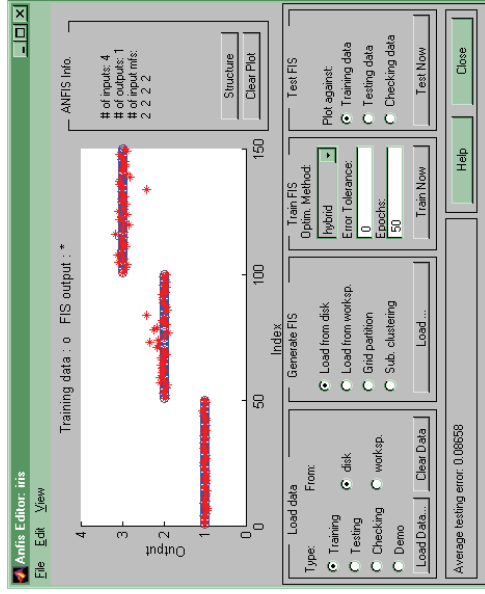 Anfis Editor: iris
File Edit View
Training data : o FIS output : *
4
3
2
1
0
Output
0 50 100 150
Index
ANFIS Info.
# of inputs: 4
# of outputs: 1
# of input mfs:
2 2 2 2
Structure
Clear Plot
Load data
Type: From:
Training
Testing
Checking
Demo
disk
worksp.
Load Data...
Clear Data
Generate FIS
Load from disk
Load from worksp.
Grid partition
Sub. clustering
Load ...
Train FIS
Optim. Method:
hybrid
Error Tolerance:
0
Epochs:
50
Train Now
Test FIS
Plot against:
Training data
Testing data
Checking data
Test Now
Average testing error: 0.08658
Help
Close